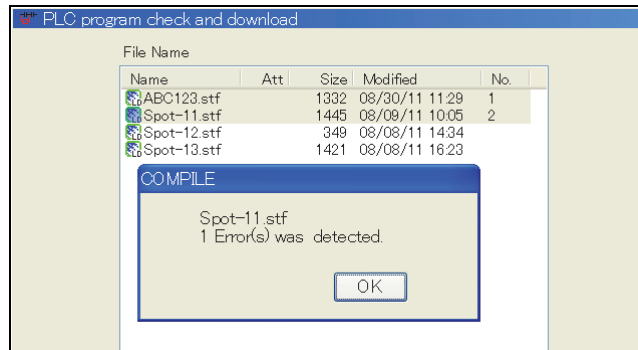 PLC program check and download
File Name
Name Att Size Modified No.
ABC123.stf 1332 08/30/11 11:29 1
Spot-11.stf 1445 08/09/11 10:05 2
Spot-12.stf 349 08/08/11 14:34
Spot-13.stf 1421 08/08/11 16:23
COMPILE
Spot-11.stf
1 Error(s) was detected.
OK